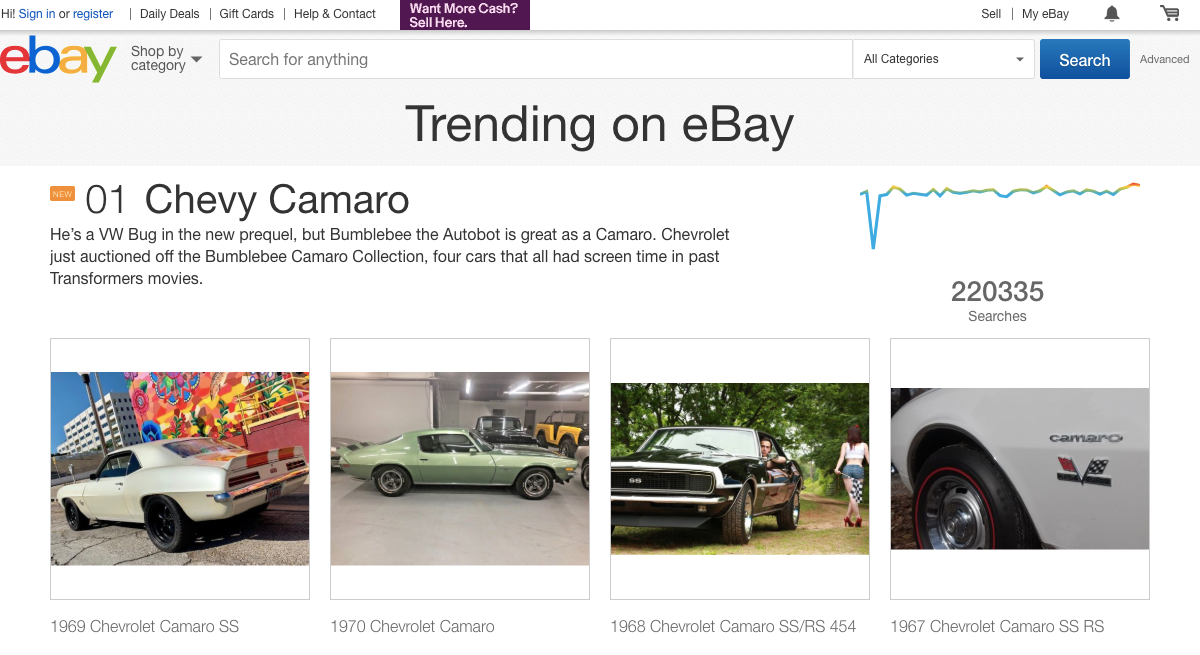 Hi! Sign in or register | Daily Deals | Gift Cards | Help & Contact
Want More Cash?
Sell Here.
Sell | My eBay
ebay
Shop by
category
Search for anything
All Categories
Search
Advanced
Trending on eBay
NEW
01 Chevy Camaro
He’s a VW Bug in the new prequel, but Bumblebee the Autobot is great as a Camaro. Chevrolet
just auctioned off the Bumblebee Camaro Collection, four cars that all had screen time in past
Transformers movies.
220335
Searches
SS
camaro
1969 Chevrolet Camaro SS
1970 Chevrolet Camaro
1968 Chevrolet Camaro SS/RS 454
1967 Chevrolet Camaro SS RS